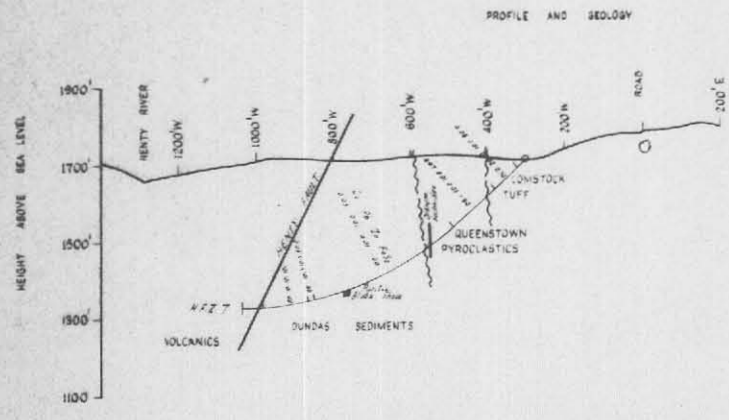 PROFILE AND GEOLOGY
HEIGHT ABOVE SEA LEVEL
1900'
1700'
1500'
1300'
1100'
HENTY RIVER
1200'W
1000'W
800'W
600'W
400'W
200'W
ROAD
200'E
HENTY FAULT
COMSTOCK
TUFF
QUEENSTOWN
PYROCLASTICS
DUNDAS SEDIMENTS
VOLCANICS